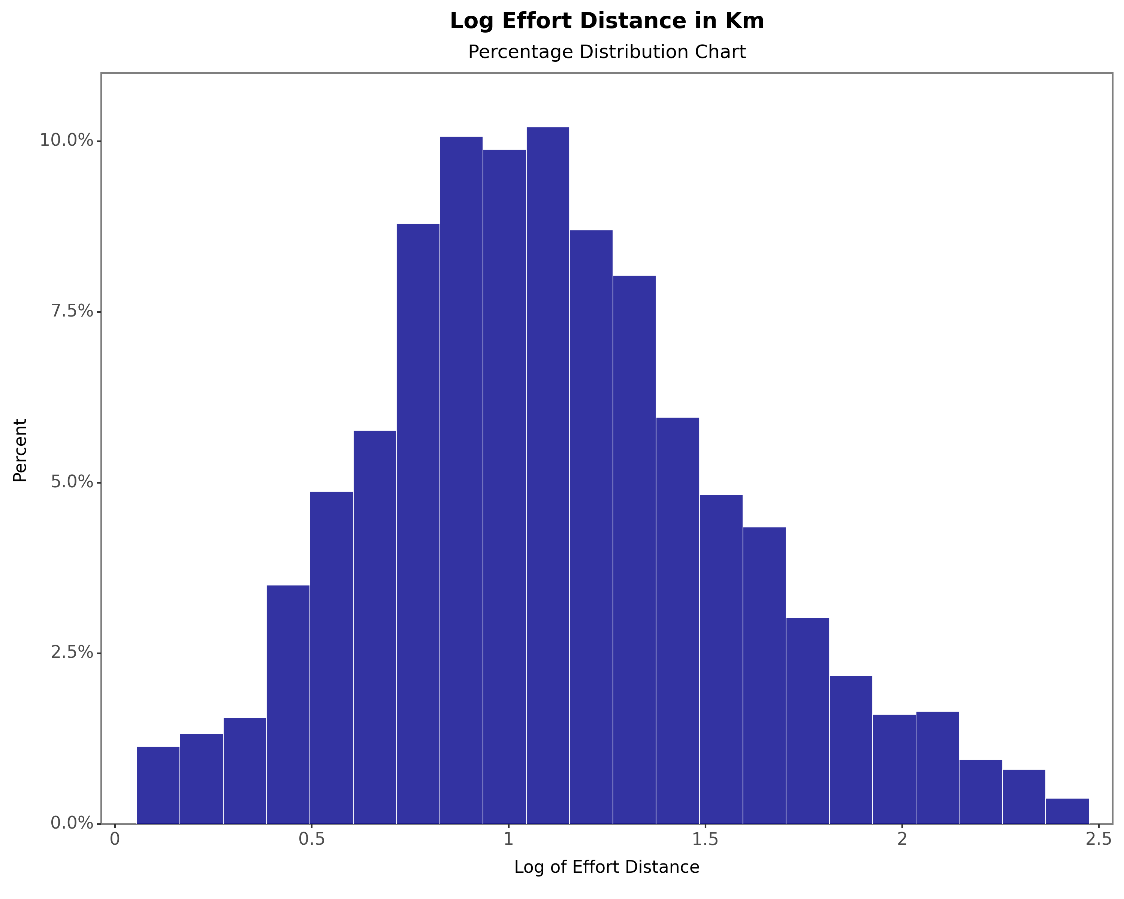 Log Effort Distance in Km
Percentage Distribution Chart
10.0%
7.5%
5.0%
2.5%
0.0%
Percent
0 0.5 1 1.5 2 2.5
Log of Effort Distance